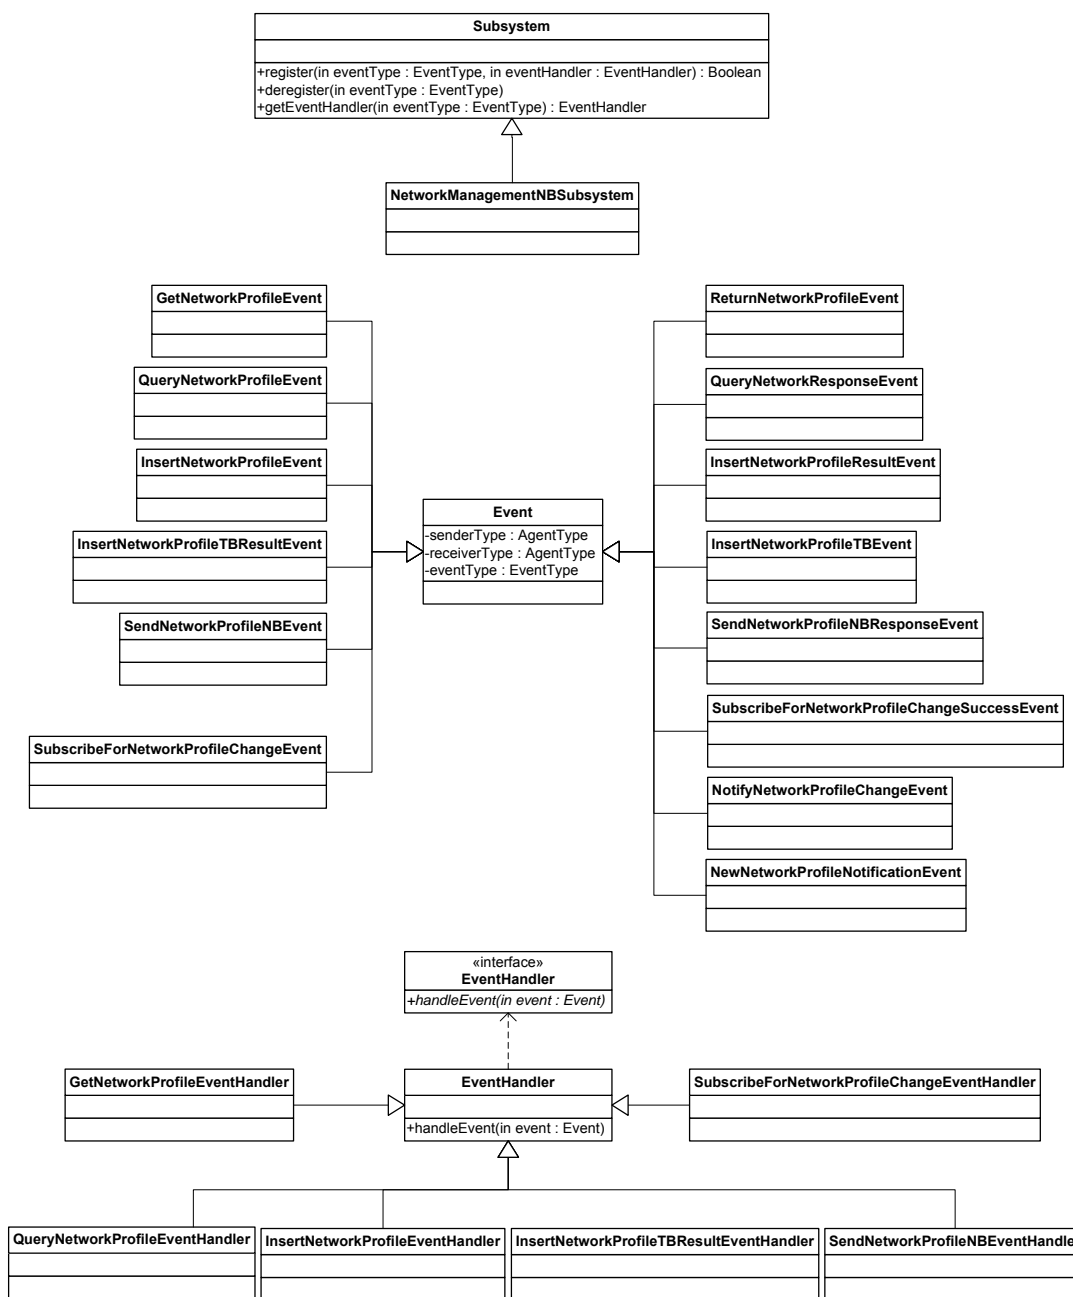 Subsystem
+register(in eventType : EventType, in eventHandler : EventHandler) : Boolean
+deregister(in eventType : EventType)
+getEventHandler(in eventType : EventType) : EventHandler
NetworkManagementNBSubsystem
GetNetworkProfileEvent
ReturnNetworkProfileEvent
QueryNetworkProfileEvent
QueryNetworkResponseEvent
InsertNetworkProfileEvent
InsertNetworkProfileResultEvent
Event
-senderType : AgentType
-receiverType : AgentType
-eventType : EventType
InsertNetworkProfileTBResultEvent
InsertNetworkProfileTBEvent
SendNetworkProfileNBEvent
SendNetworkProfileNBResponseEvent
SubscribeForNetworkProfileChangeSuccessEvent
SubscribeForNetworkProfileChangeEvent
NotifyNetworkProfileChangeEvent
NewNetworkProfileNotificationEvent
«interface»
EventHandler
+handleEvent(in event : Event)
GetNetworkProfileEventHandler
EventHandler
+handleEvent(in event : Event)
SubscribeForNetworkProfileChangeEventHandler
QueryNetworkProfileEventHandler
InsertNetworkProfileEventHandler
InsertNetworkProfileTBResultEventHandler
SendNetworkProfileNBEventHandle